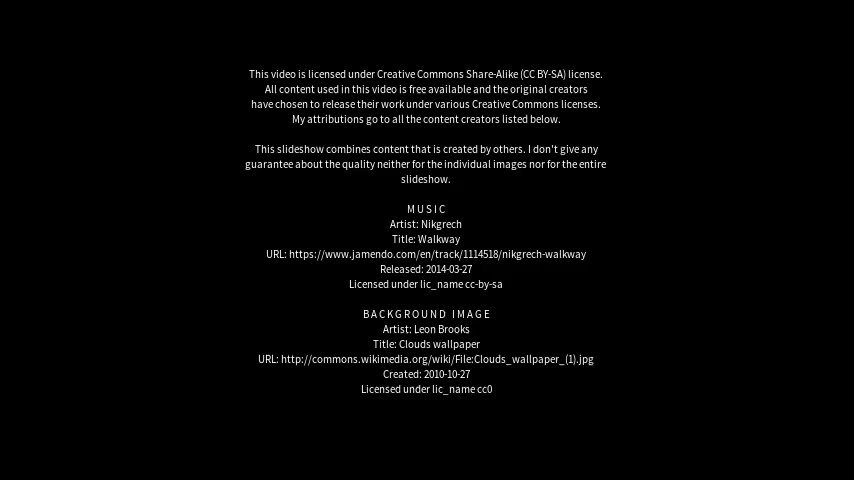 This video is licensed under Creative Commons Share-Alike (CC BY-SA) license.
All content used in this video is free available and the original creators
have chosen to release their work under various Creative Commons licenses.
My attributions go to all the content creators listed below.
This slideshow combines content that is created by others. I don't give any
guarantee about the quality neither for the individual images nor for the entire
slideshow.
MUSIC
Artist: Nikgrech
Title: Walkway
URL: https://www.jamendo.com/en/track/1114518/nikgrech-walkway
Released: 2014-03-27
Licensed under lic_name cc-by-sa
BACKGROUND IMAGE
Artist: Leon Brooks
Title: Clouds wallpaper
URL: http://commons.wikimedia.org/wiki/File:Clouds_wallpaper_(1).jpg
Created: 2010-10-27
Licensed under lic_name cc0